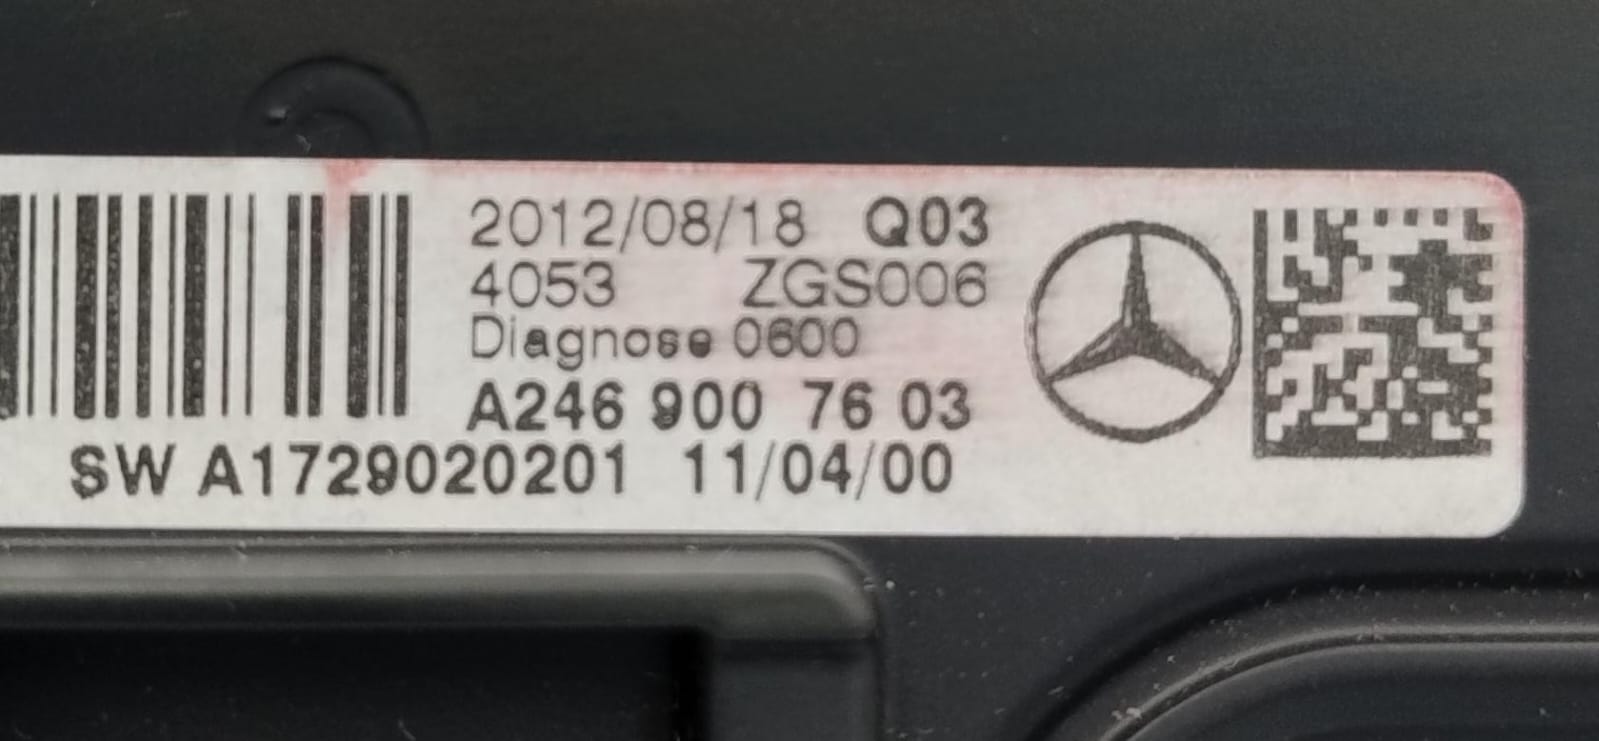 2012/08/18 Q03
4053 ZGS006
Diagnose 0600
A246 900 76 03
SW A1729020201 11/04/00